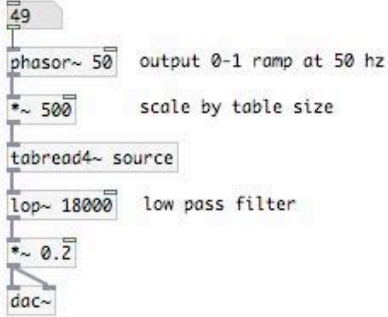 49
phasor~ 50 output 0-1 ramp at 50 hz
*~ 500 scale by table size
tabread4~ source
lop~ 18000 low pass filter
*~ 0.2
dac~